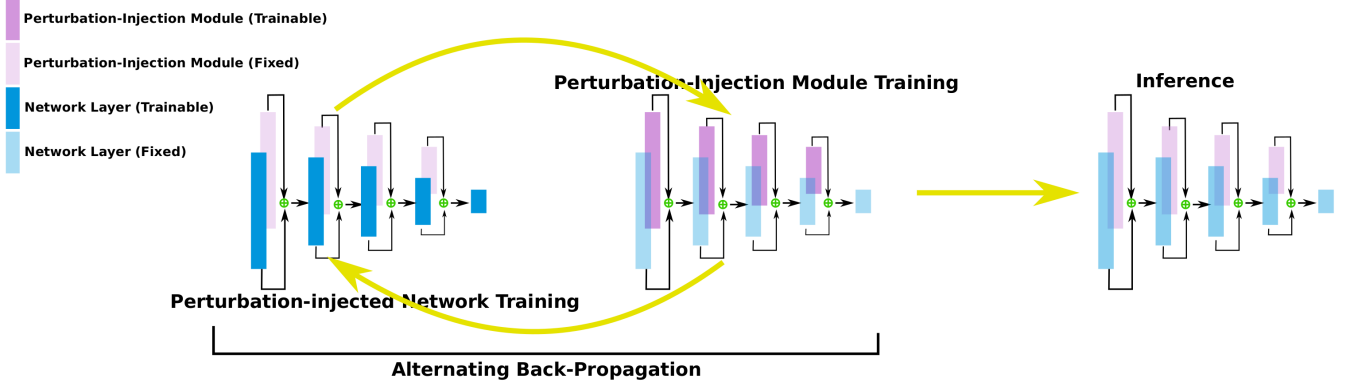 Perturbation-Injection Module (Trainable)
Perturbation-Injection Module (Fixed)
Network Layer (Trainable)
Network Layer (Fixed)
Perturbation-Injection Module Training
Inference
Perturbation-injected Network Training
Alternating Back-Propagation